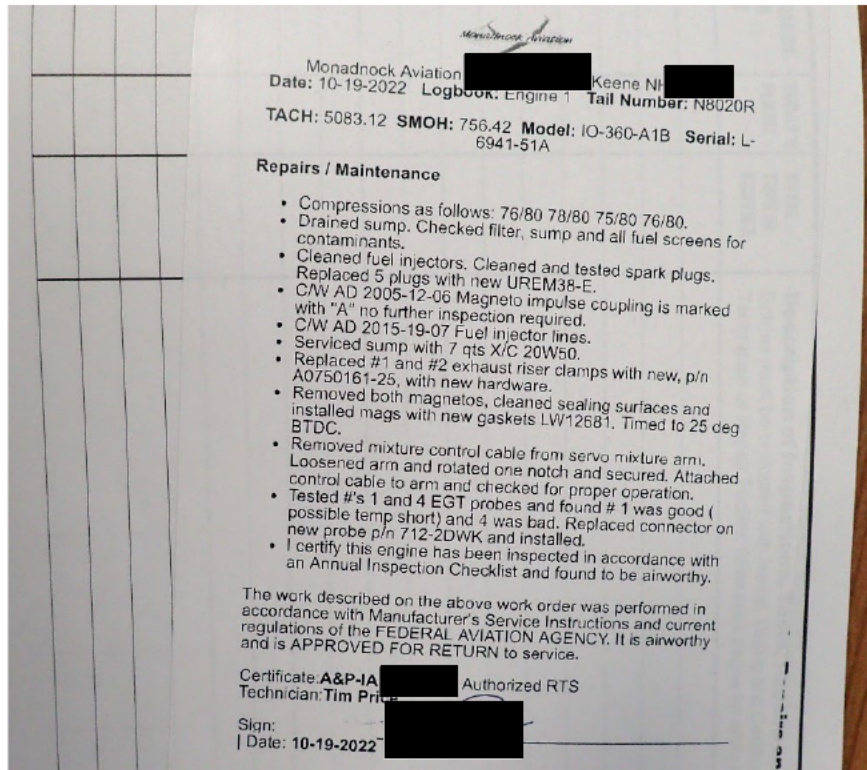 Monadnock Aviation
Monadnock Aviation Keene NH
Date: 10-19-2022 Logbook: Engine 1 Tail Number: N8020R
TACH: 5083.12 SMOH: 756.42 Model: IO-360-A1B Serial: L-
6941-51A
Repairs / Maintenance
• Compressions as follows: 76/80 78/80 75/80 76/80.
• Drained sump. Checked filter, sump and all fuel screens for
contaminants.
• Cleaned fuel injectors. Cleaned and tested spark plugs.
Replaced 5 plugs with new UREM38-E.
• C/W AD 2005-12-06 Magneto impulse coupling is marked
with "A" no further inspection required.
• C/W AD 2015-19-07 Fuel injector lines.
• Serviced sump with 7 qts X/C 20W50.
• Replaced #1 and #2 exhaust riser clamps with new, p/n
A0750161-25, with new hardware.
• Removed both magnetos, cleaned sealing surfaces and
installed mags with new gaskets LW12681. Timed to 25 deg
BTDC.
• Removed mixture control cable from servo mixture arm.
Loosened arm and rotated one notch and secured. Attached
control cable to arm and checked for proper operation.
• Tested #'s 1 and 4 EGT probes and found # 1 was good (
possible temp short) and 4 was bad. Replaced connector on
new probe p/n 712-2DWK and installed.
• I certify this engine has been inspected in accordance with
an Annual Inspection Checklist and found to be airworthy.
The work described on the above work order was performed in
accordance with Manufacturer's Service Instructions and current
regulations of the FEDERAL AVIATION AGENCY. It is airworthy
and is APPROVED FOR RETURN to service.
Certificate:A&P-IA Authorized RTS
Technician:Tim Price
Sign:
| Date: 10-19-2022